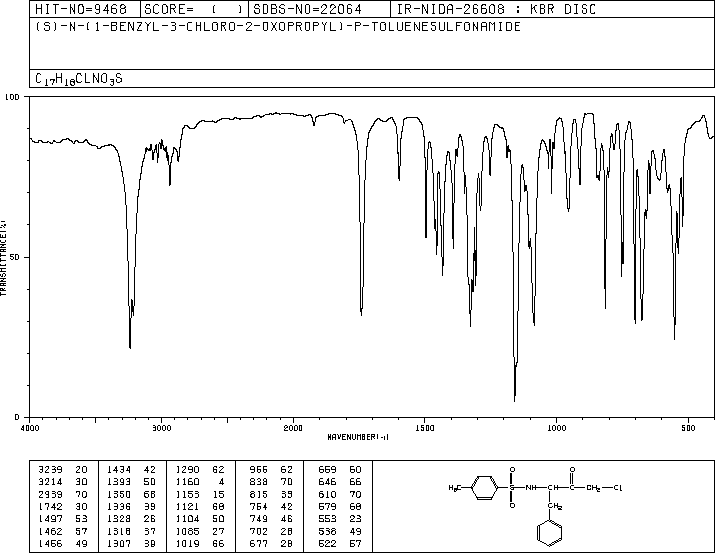 HIT-NO=9468 SCORE= ( ) SDBS-NO=22064 IR-NIDA-26608 : KBR DISC
(S)-N-(1-BENZYL-3-CHLORO-2-OXOPROPYL)-P-TOLUENESULFONAMIDE
C17H18CLNO3S
100
TRANSMITTANCE(%)
50
0
4000 3000 2000 1500 1000 500
WAVENUMBER(-1)
3239 20 1434 42 1290 62 966 62 669 60
3214 30 1393 50 1160 4 838 70 646 66
2939 70 1350 68 1153 15 815 39 610 70
1742 30 1336 39 1121 68 754 42 579 68
1497 53 1328 26 1104 50 749 46 553 23
1462 57 1318 37 1085 27 702 28 538 49
1456 49 1307 39 1019 66 677 28 522 57
H3C
O
S
O
NH
CH
O
C
CH2
Cl
CH2